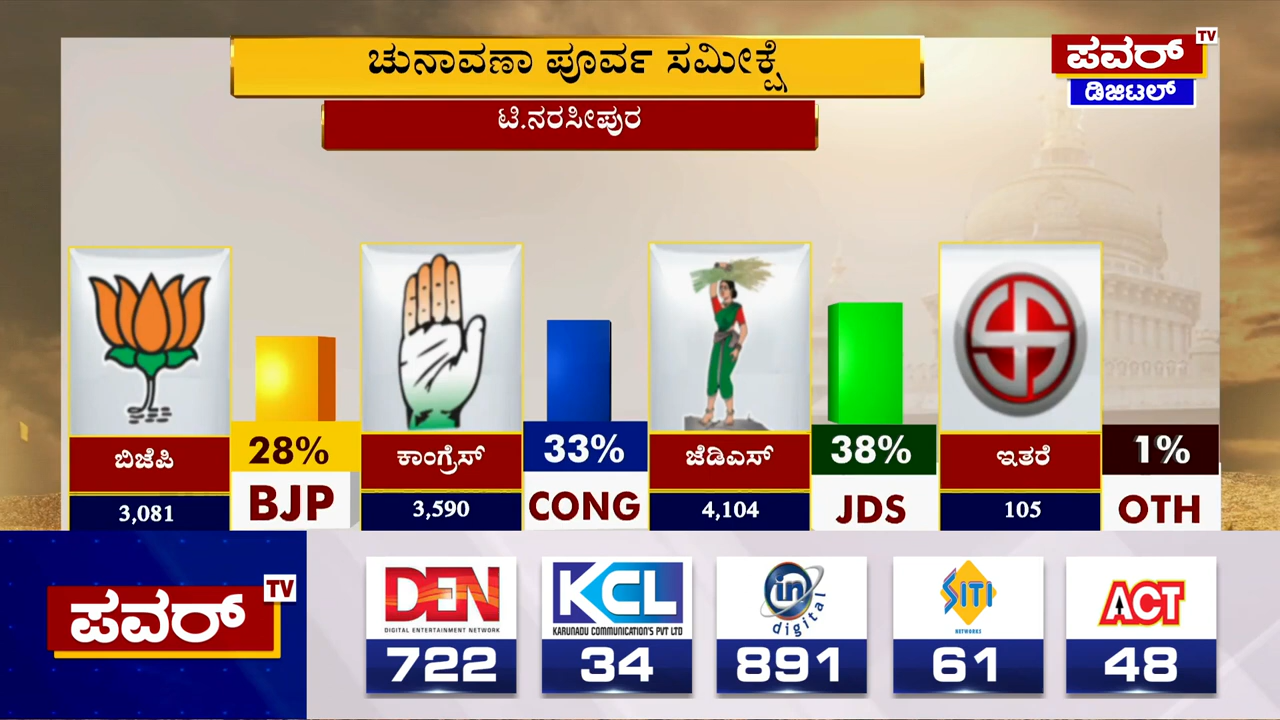 ಚುನಾವಣಾ ಪೂರ್ವ ಸಮೀಕ್ಷೆ
ಟಿ.ನರಸೀಪುರ
ಪವರ್ TV
ಡಿಜಿಟಲ್
ಬಿಜೆಪಿ
3,081
28%
BJP
ಕಾಂಗ್ರೆಸ್
3,590
33%
CONG
ಜೆಡಿಎಸ್
4,104
38%
JDS
ಇತರೆ
105
1%
OTH
ಪವರ್ TV
DEN
DIGITAL ENTERTAINMENT NETWORK
722
KCL
KARUNADU COMMUNICATION'S PVT LTD
34
in
digital
891
SITI
NETWORKS
61
ACT
48